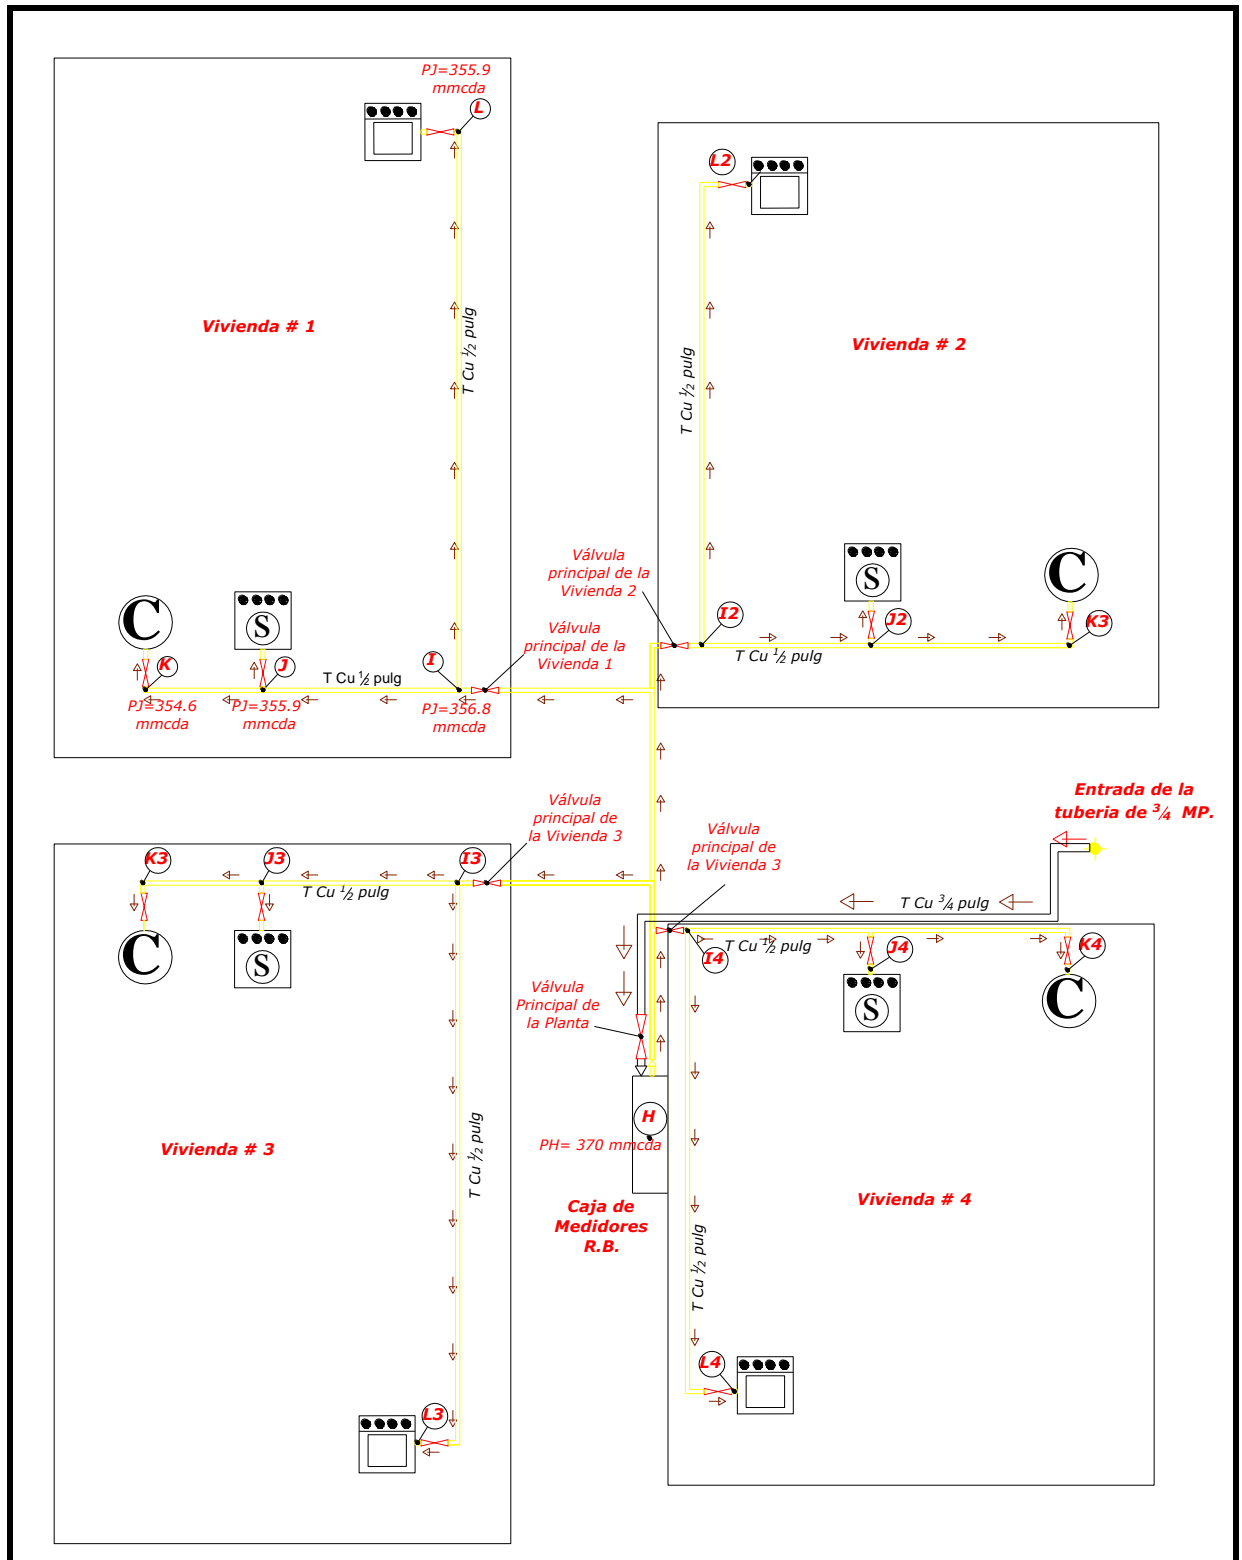 PJ=355.9
mmcda
L
L2
T Cu ½ pulg
Vivienda # 1
Vivienda # 2
T Cu ½ pulg
Válvula
principal de la
Vivienda 2
C
S
S
C
I2
J2
K3
T Cu ½ pulg
Válvula
principal de la
Vivienda 1
K
J
I
T Cu ½ pulg
PJ=354.6
mmcda
PJ=355.9
mmcda
PJ=356.8
mmcda
Entrada de la
tuberia de ¾ MP.
Válvula
principal de
la Vivienda 3
Válvula
principal de
la Vivienda 3
K3
J3
I3
T Cu ½ pulg
T Cu ¾ pulg
T Cu ½ pulg
I4
J4
K4
C
S
S
C
Válvula
Principal de
la Planta
H
PH= 370 mmcda
T Cu ½ pulg
Vivienda # 3
Caja de
Medidores
R.B.
Vivienda # 4
T Cu ½ pulg
L4
L3